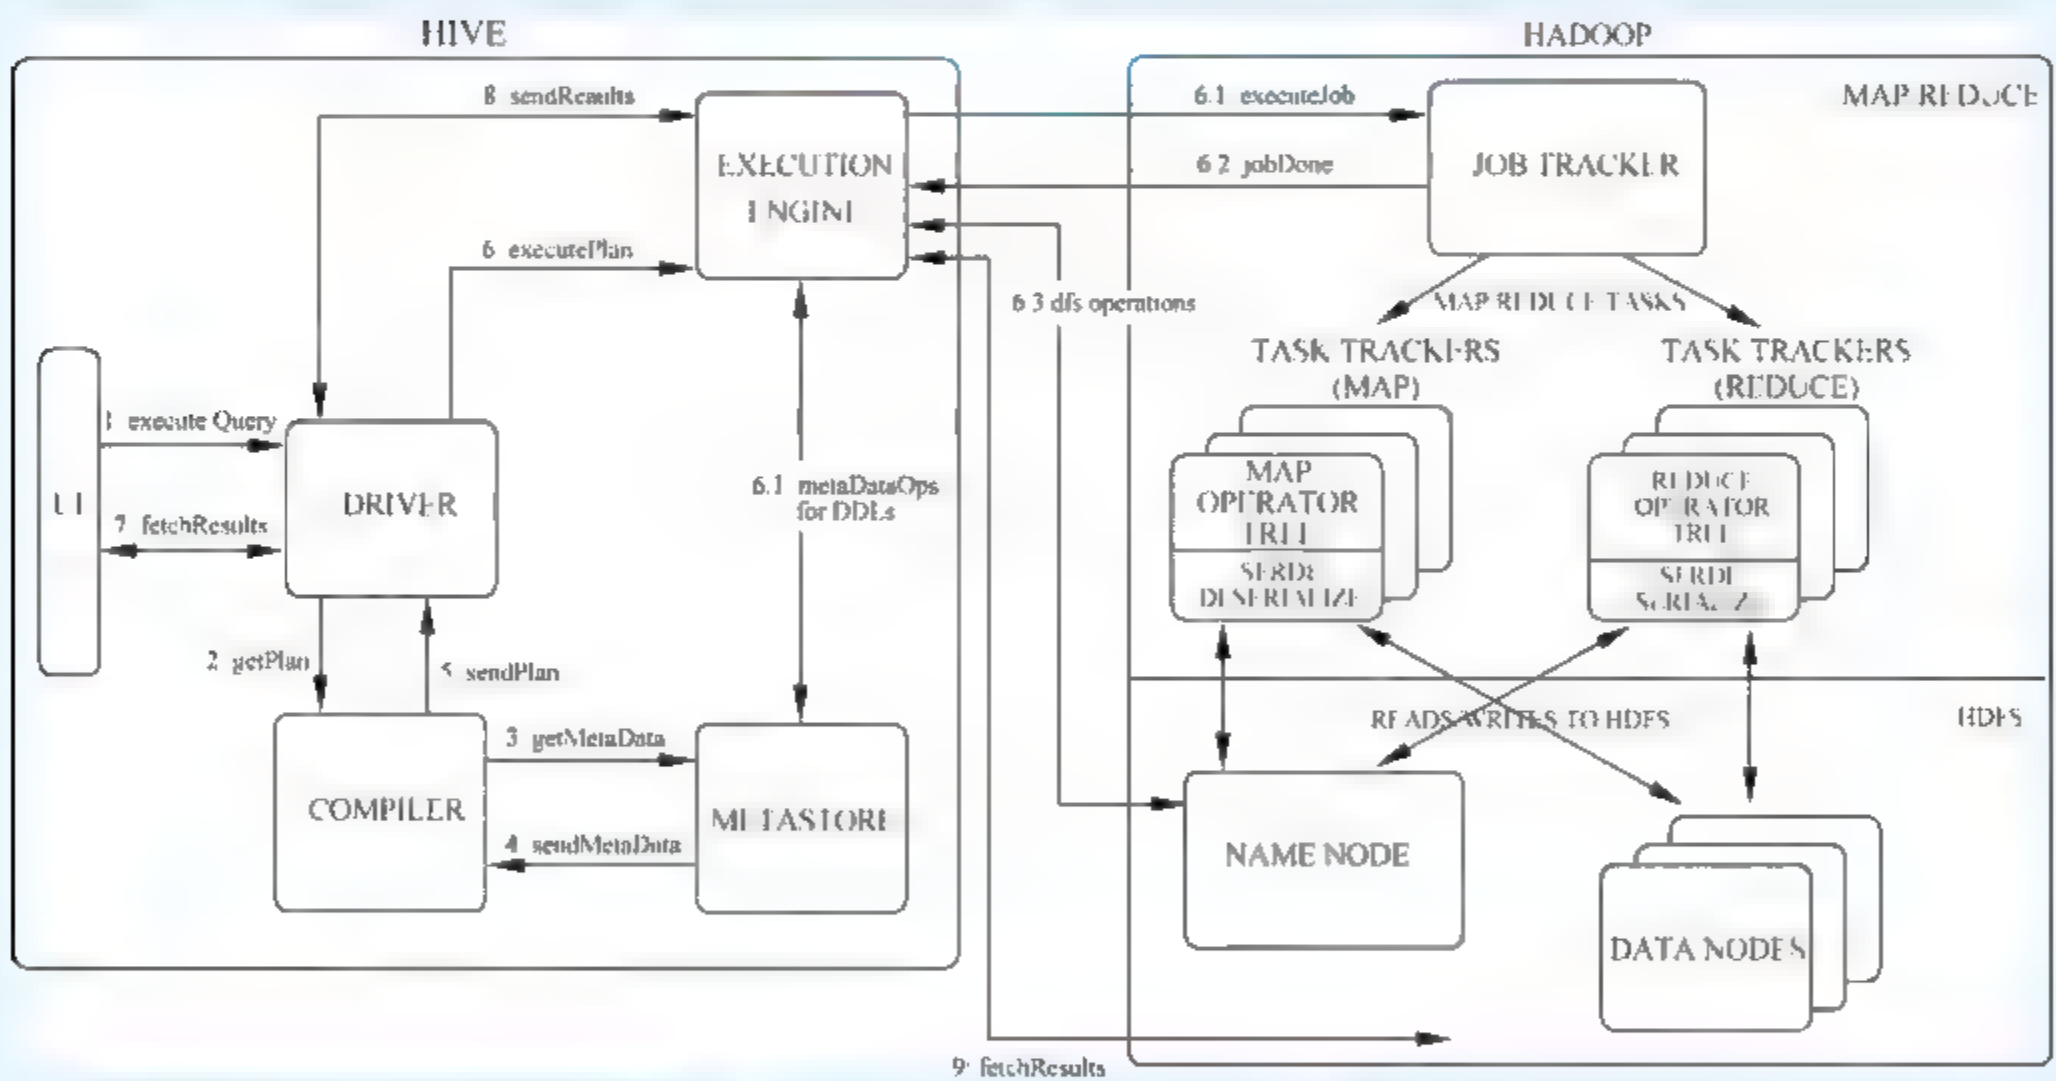 HIVE
HADOOP
8 sendResults
6.1 executeJob
MAP REDUCE
EXECUTION
ENGINE
6 2 jobDone
JOB TRACKER
6 executePlan
6 3 dfs operations
MAP REDUCE TASKS
TASK TRACKERS
(MAP)
TASK TRACKERS
(REDUCE)
1 execute Query
UI
7 fetchResults
DRIVER
6.1 metaDataOps
for DDLs
MAP
OPERATOR
TREE
SERDE
DESERIALIZE
REDUCE
OPERATOR
TREE
SERDE
SERIALIZE
2 getPlan
5 sendPlan
READS/WRITES TO HDFS
HDFS
3 getMetaData
COMPILER
METASTORE
4 sendMetaData
NAME NODE
DATA NODES
9: fetchResults